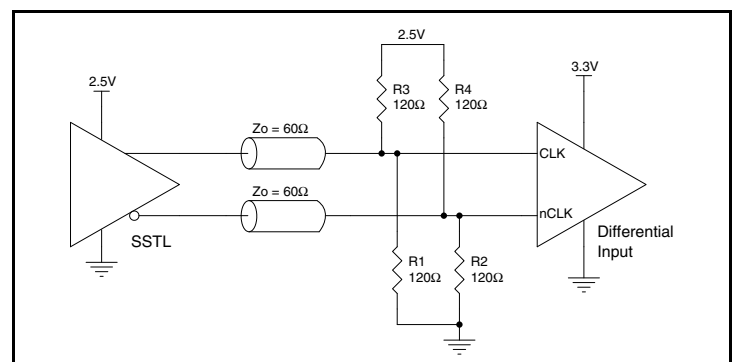 2.5V
3.3V
2.5V
R3
120Ω
R4
120Ω
Zo = 60Ω
CLK
Zo = 60Ω
nCLK
SSTL
Differential
Input
R1
120Ω
R2
120Ω